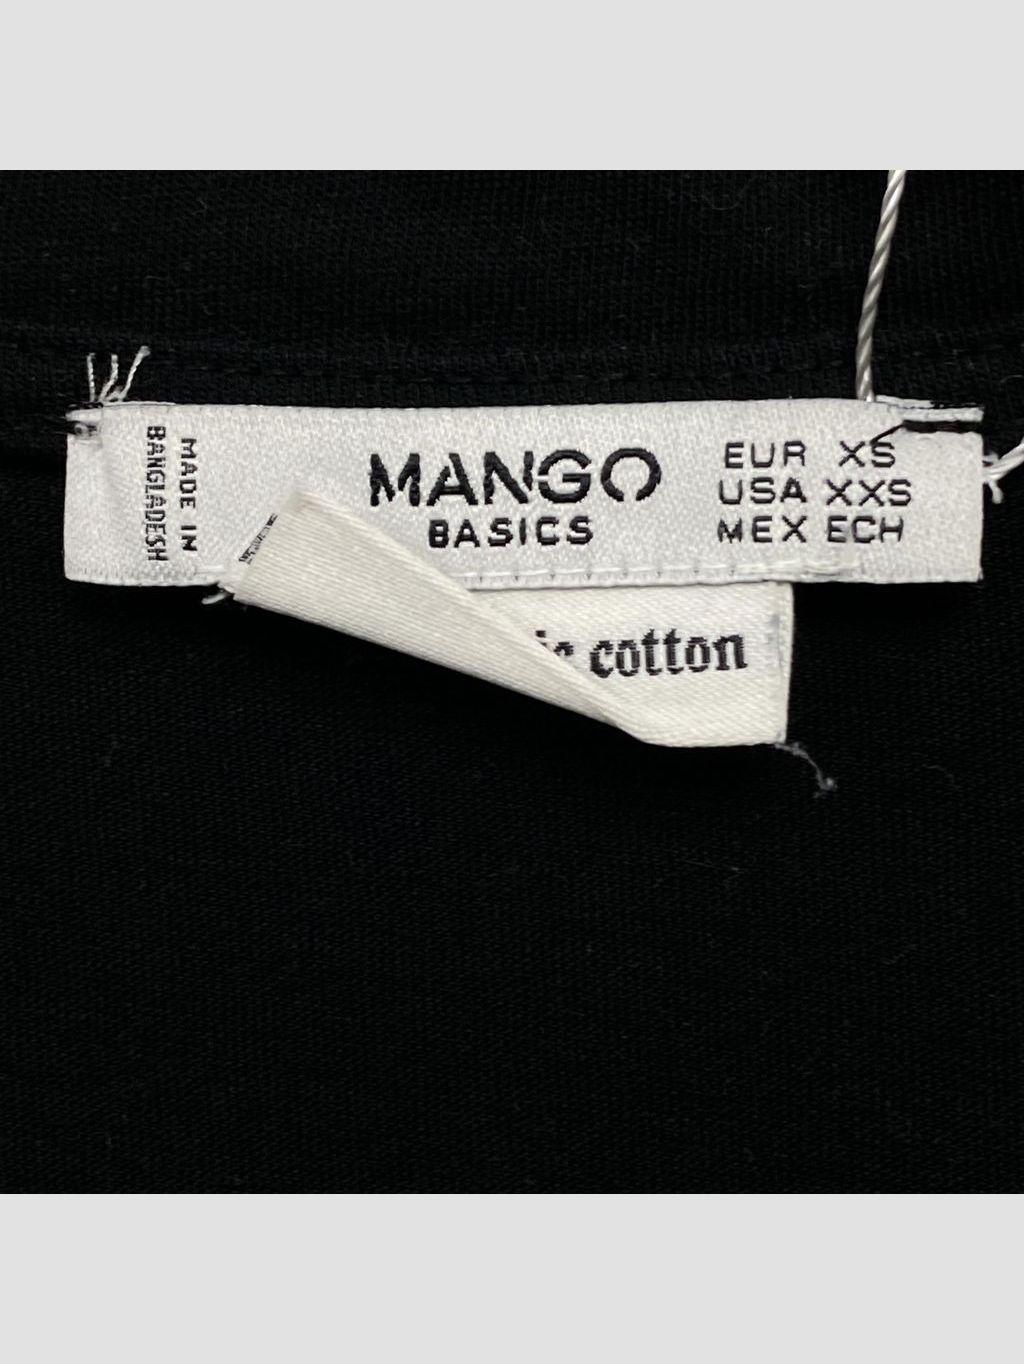 MADE IN
BANGLADESH
MANGO
BASICS
EUR XS
USA XXS
MEX ECH
cotton